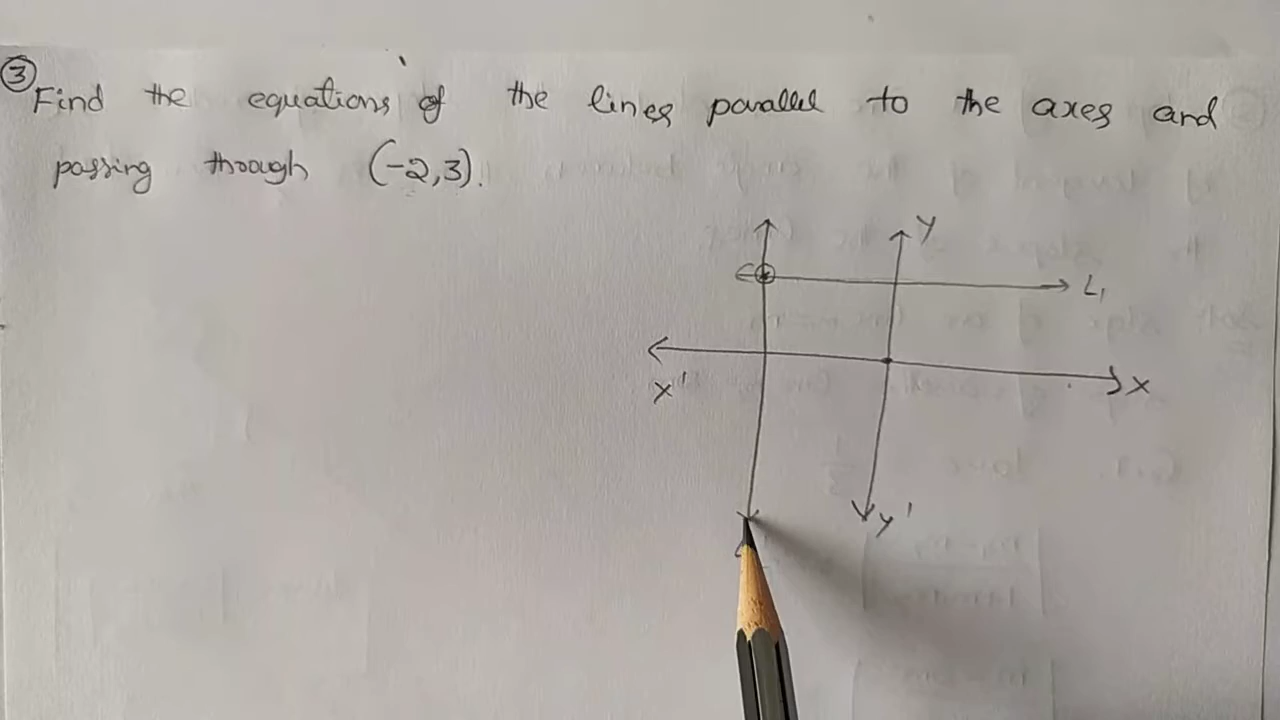 ③ Find the equations of the lines parallel to the axes and
passing through (-2,3).
Y
L₁
X' X
Y'